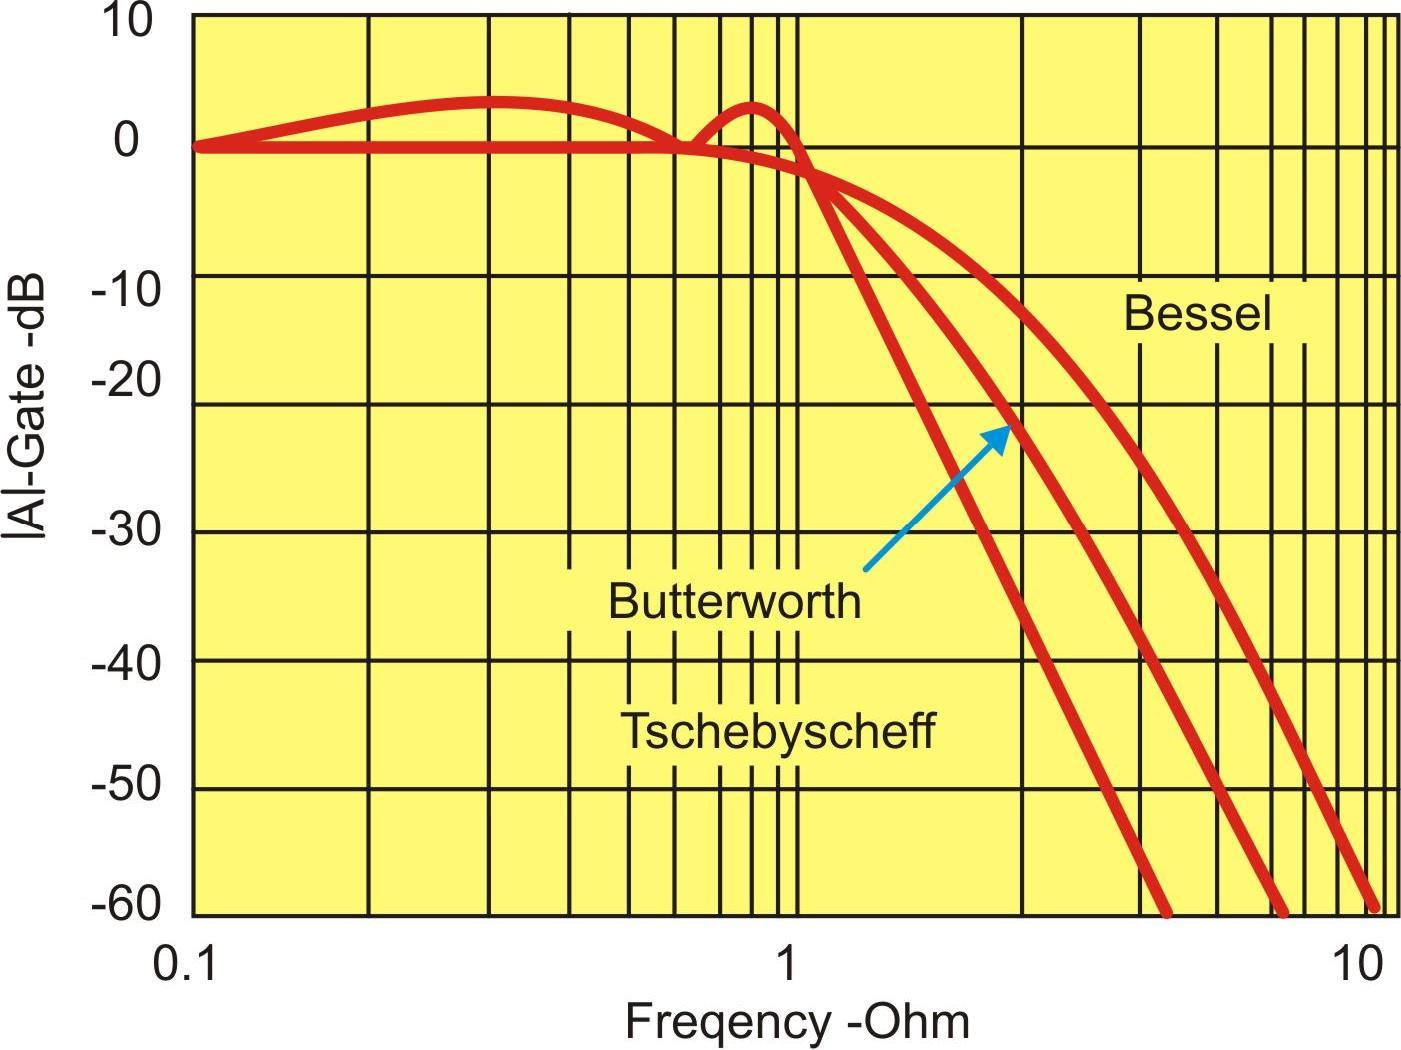 10
0
-10
-20
-30
-40
-50
-60
|A|-Gate -dB
Bessel
Butterworth
Tschebyscheff
0.1 1 10
Freqency -Ohm